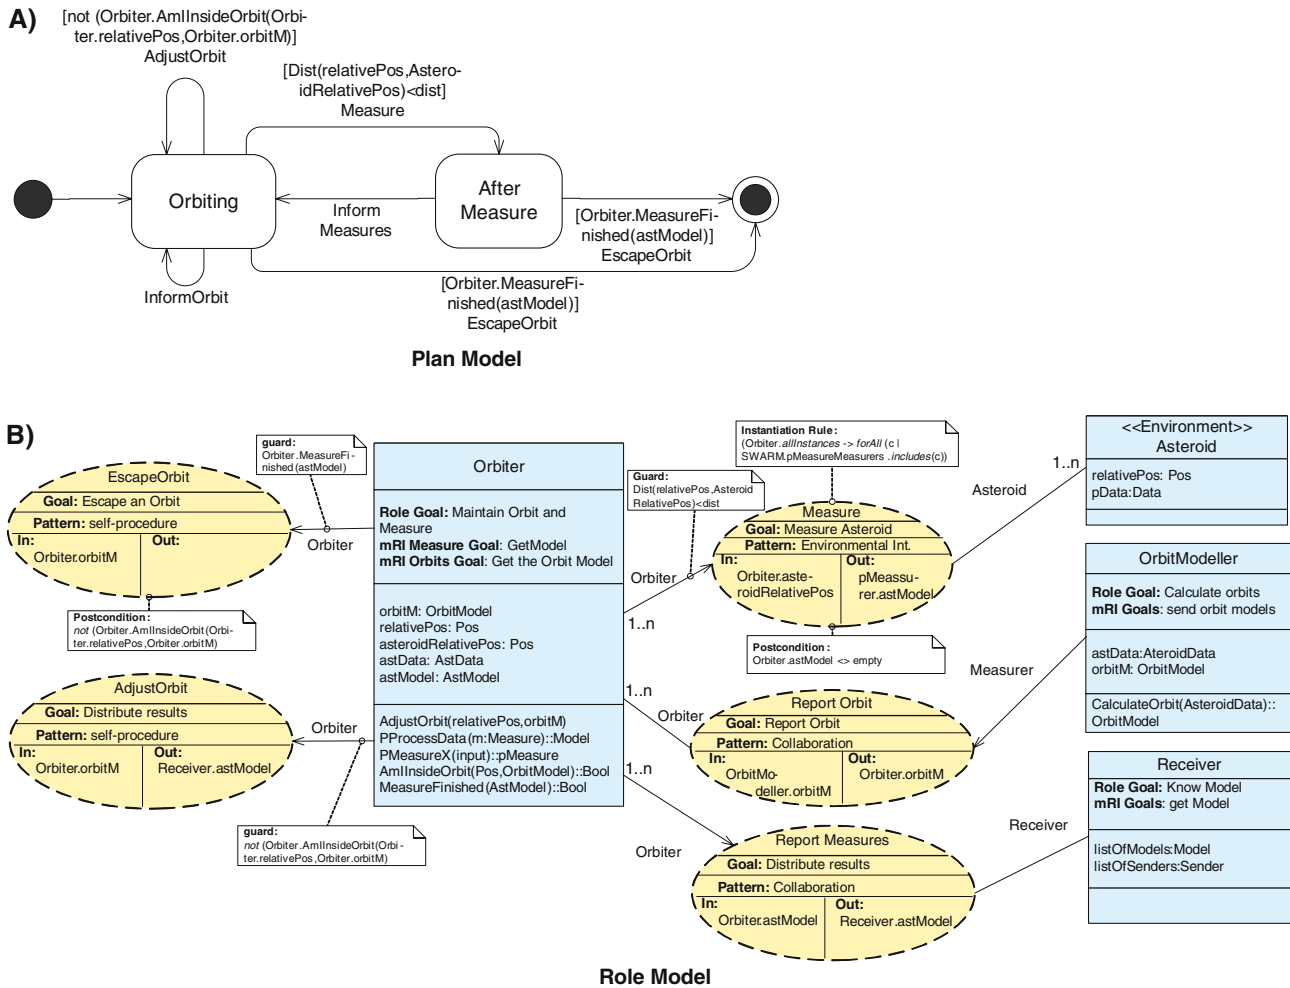 A)
[not (Orbiter.AmIInsideOrbit(Orbi-
ter.relativePos,Orbiter.orbitM)]
AdjustOrbit
[Dist(relativePos,Astero-
idRelativePos)<dist]
Measure
Orbiting
After
Measure
Inform
Measures
[Orbiter.MeasureFi-
nished(astModel)]
EscapeOrbit
InformOrbit
[Orbiter.MeasureFi-
nished(astModel)]
EscapeOrbit
Plan Model
B)
guard:
Orbiter.MeasureFi-
nished(astModel)
EscapeOrbit
Goal: Escape an Orbit
Pattern: self-procedure
In:
Orbiter.orbitM
Out:
Orbiter
Postcondition:
not (Orbiter.AmIInsideOrbit(Orbi-
ter.relativePos,Orbiter.orbitM)
AdjustOrbit
Goal: Distribute results
Pattern: self-procedure
In:
Orbiter.orbitM
Out:
Receiver.astModel
Orbiter
guard:
not (Orbiter.AmIInsideOrbit(Orbi-
ter.relativePos,Orbiter.orbitM)
Orbiter
Role Goal: Maintain Orbit and
Measure
mRI Measure Goal: GetModel
mRI Orbits Goal: Get the Orbit Model
orbitM: OrbitModel
relativePos: Pos
asteroidRelativePos: Pos
astData: AstData
astModel: AstModel
AdjustOrbit(relativePos,orbitM)
PProcessData(m:Measure)::Model
PMeasureX(input)::pMeasure
AmIInsideOrbit(Pos,OrbitModel)::Bool
MeasureFinished(AstModel)::Bool
Guard:
Dist(relativePos,Asteroid
RelativePos)<dist
Orbiter
1..n
1..n
Orbiter
1..n
Orbiter
Instantiation Rule:
(Orbiter.allInstances -> forAll (c |
SWARM.pMeasureMeasurers .includes(c))
Measure
Goal: Measure Asteroid
Pattern: Environmental Int.
In:
Orbiter.aste-
roidRelativePos
Out:
pMeassu-
rer.astModel
Postcondition:
Orbiter.astModel <> empty
Report Orbit
Goal: Report Orbit
Pattern: Collaboration
In:
OrbitMo-
deller.orbitM
Out:
Orbiter.orbitM
Report Measures
Goal: Distribute results
Pattern: Collaboration
In:
Orbiter.astModel
Out:
Receiver.astModel
Asteroid
1..n
Measurer
Receiver
<<Environment>>
Asteroid
relativePos: Pos
pData:Data
OrbitModeller
Role Goal: Calculate orbits
mRI Goals: send orbit models
astData:AteroidData
orbitM: OrbitModel
CalculateOrbit(AsteroidData)::
OrbitModel
Receiver
Role Goal: Know Model
mRI Goals: get Model
listOfModels:Model
listOfSenders:Sender
Role Model